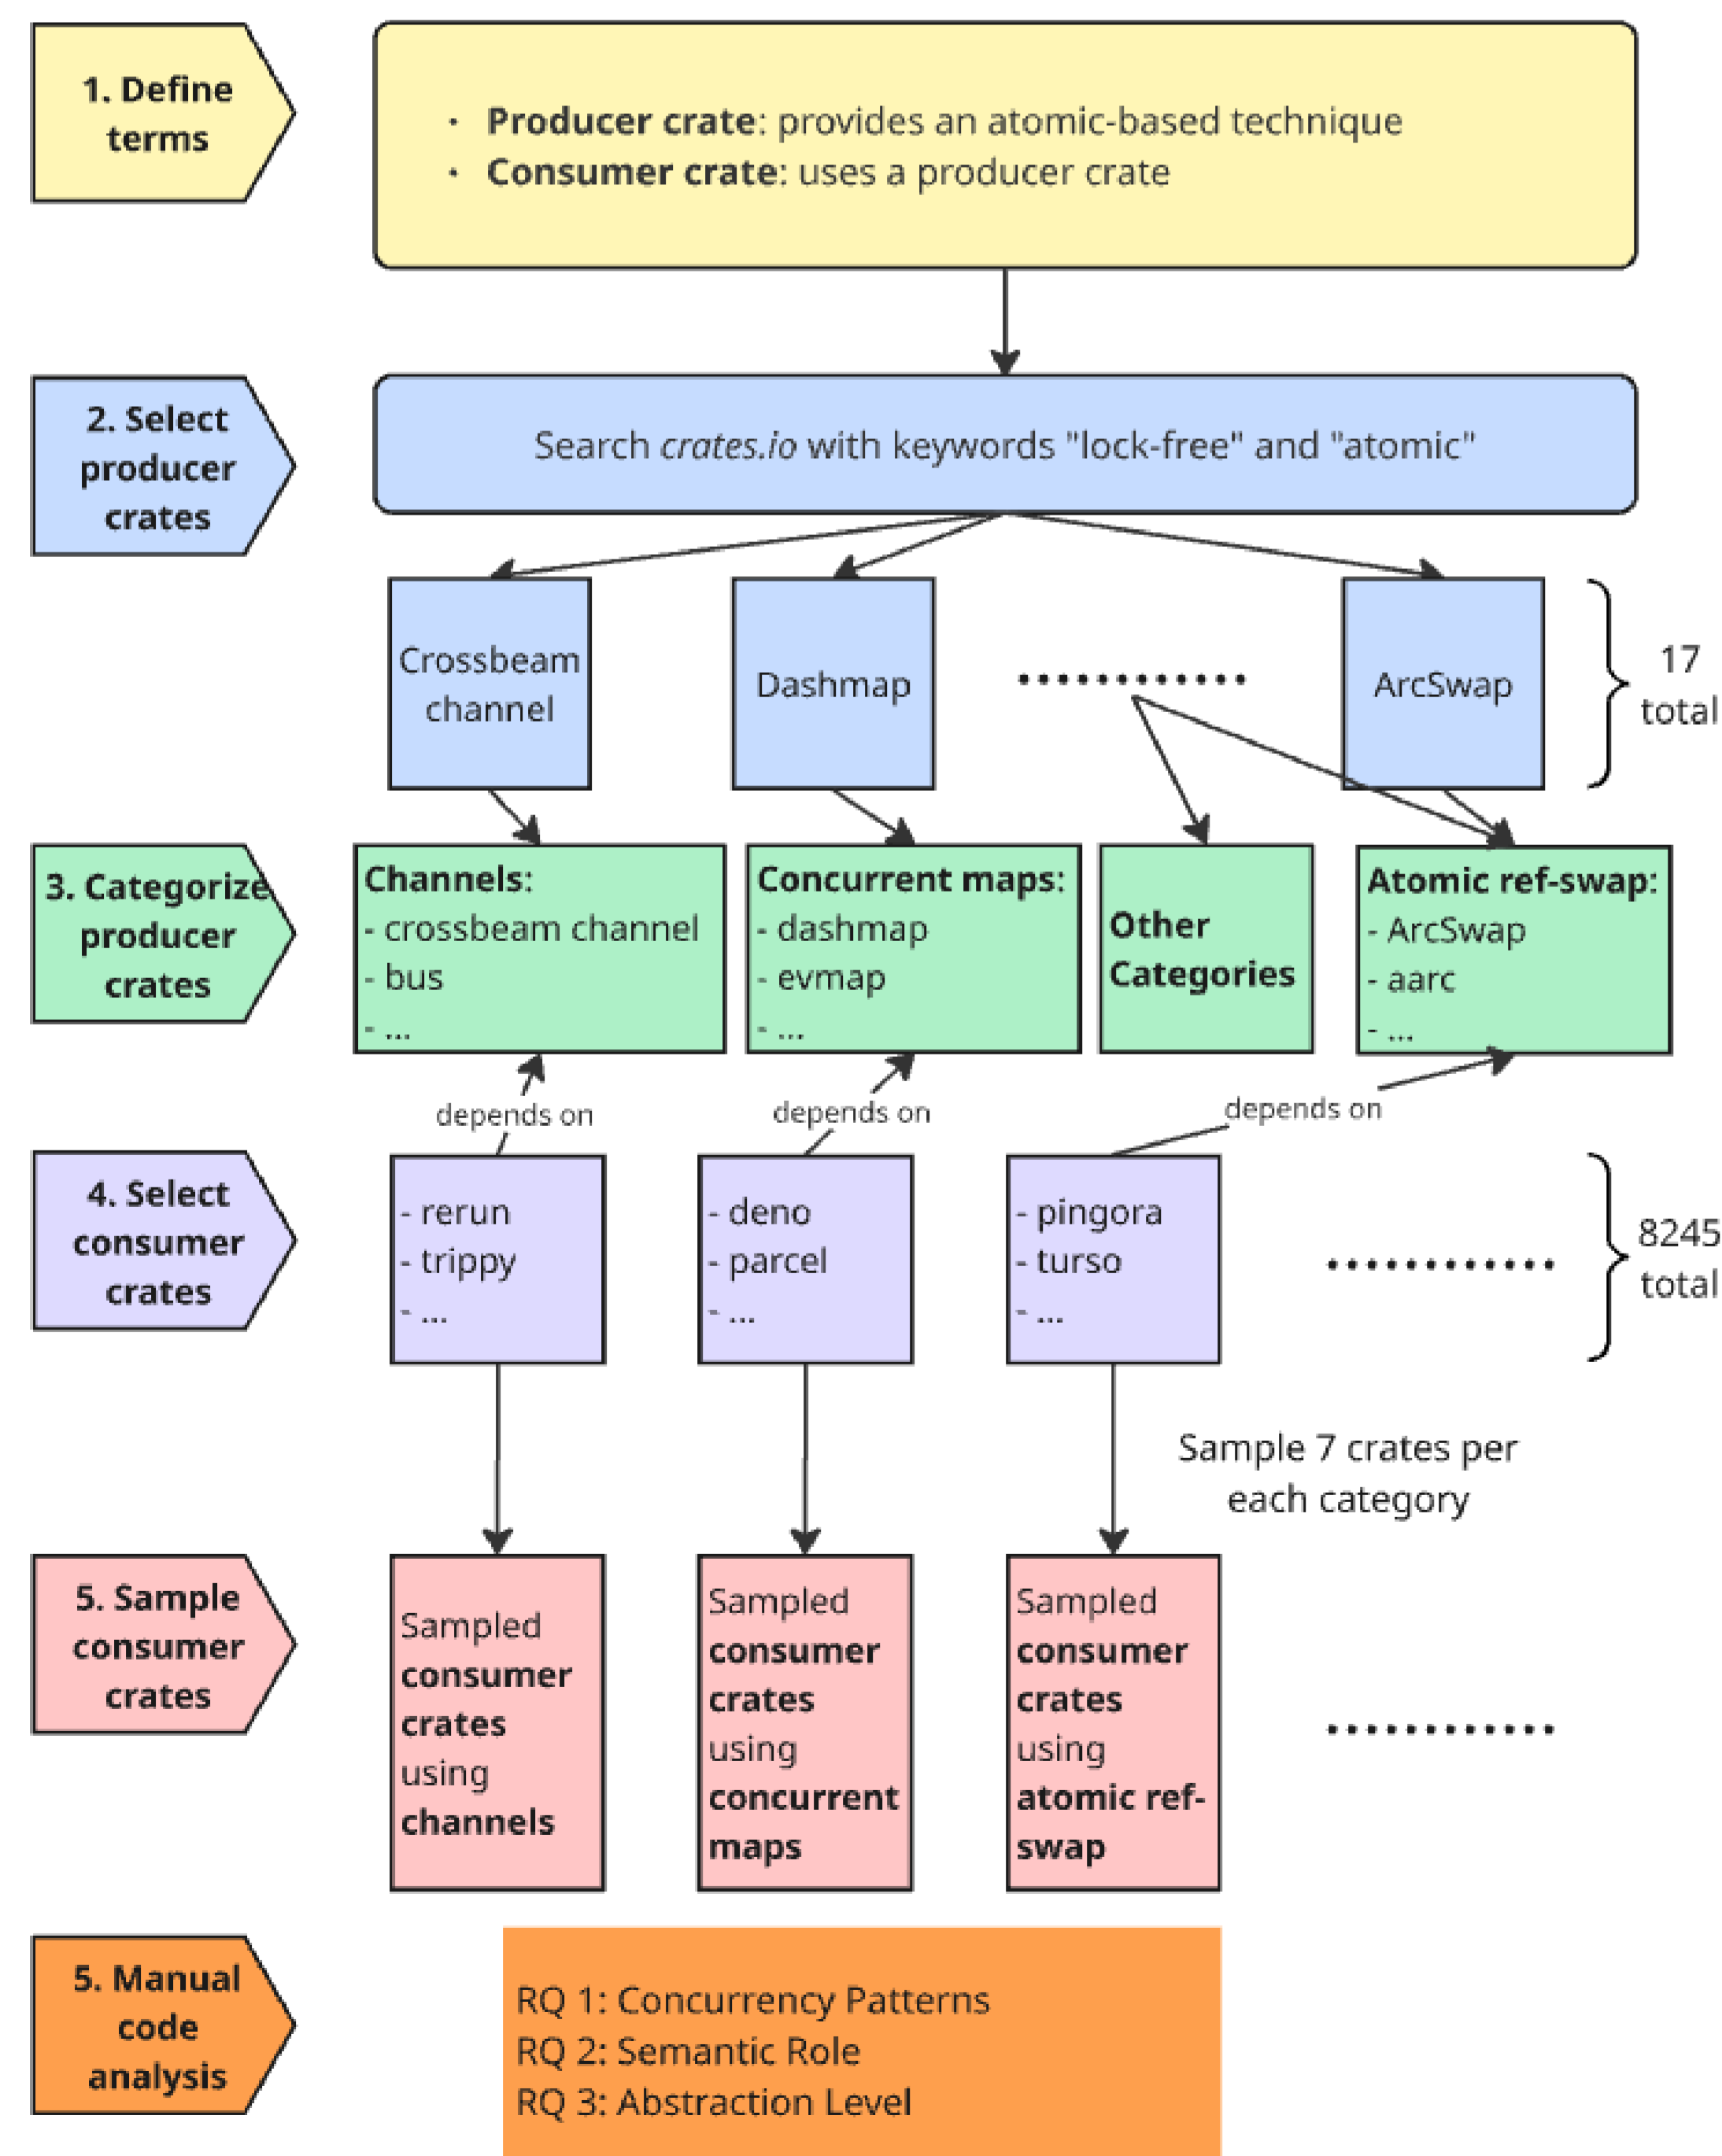 1. Define
terms
· Producer crate: provides an atomic-based technique
· Consumer crate: uses a producer crate
2. Select
producer
crates
Search crates.io with keywords "lock-free" and "atomic"
Crossbeam
channel
Dashmap
............
ArcSwap
17
total
3. Categorize
producer
crates
Channels:
- crossbeam channel
- bus
- ...
Concurrent maps:
- dashmap
- evmap
- ...
Other
Categories
Atomic ref-swap:
- ArcSwap
- aarc
- ...
depends on
depends on
depends on
4. Select
consumer
crates
- rerun
- trippy
- ...
- deno
- parcel
- ...
- pingora
- turso
- ...
............
8245
total
Sample 7 crates per
each category
5. Sample
consumer
crates
Sampled
consumer
crates
using
channels
Sampled
consumer
crates
using
concurrent
maps
Sampled
consumer
crates
using
atomic ref-
swap
............
5. Manual
code
analysis
RQ 1: Concurrency Patterns
RQ 2: Semantic Role
RQ 3: Abstraction Level